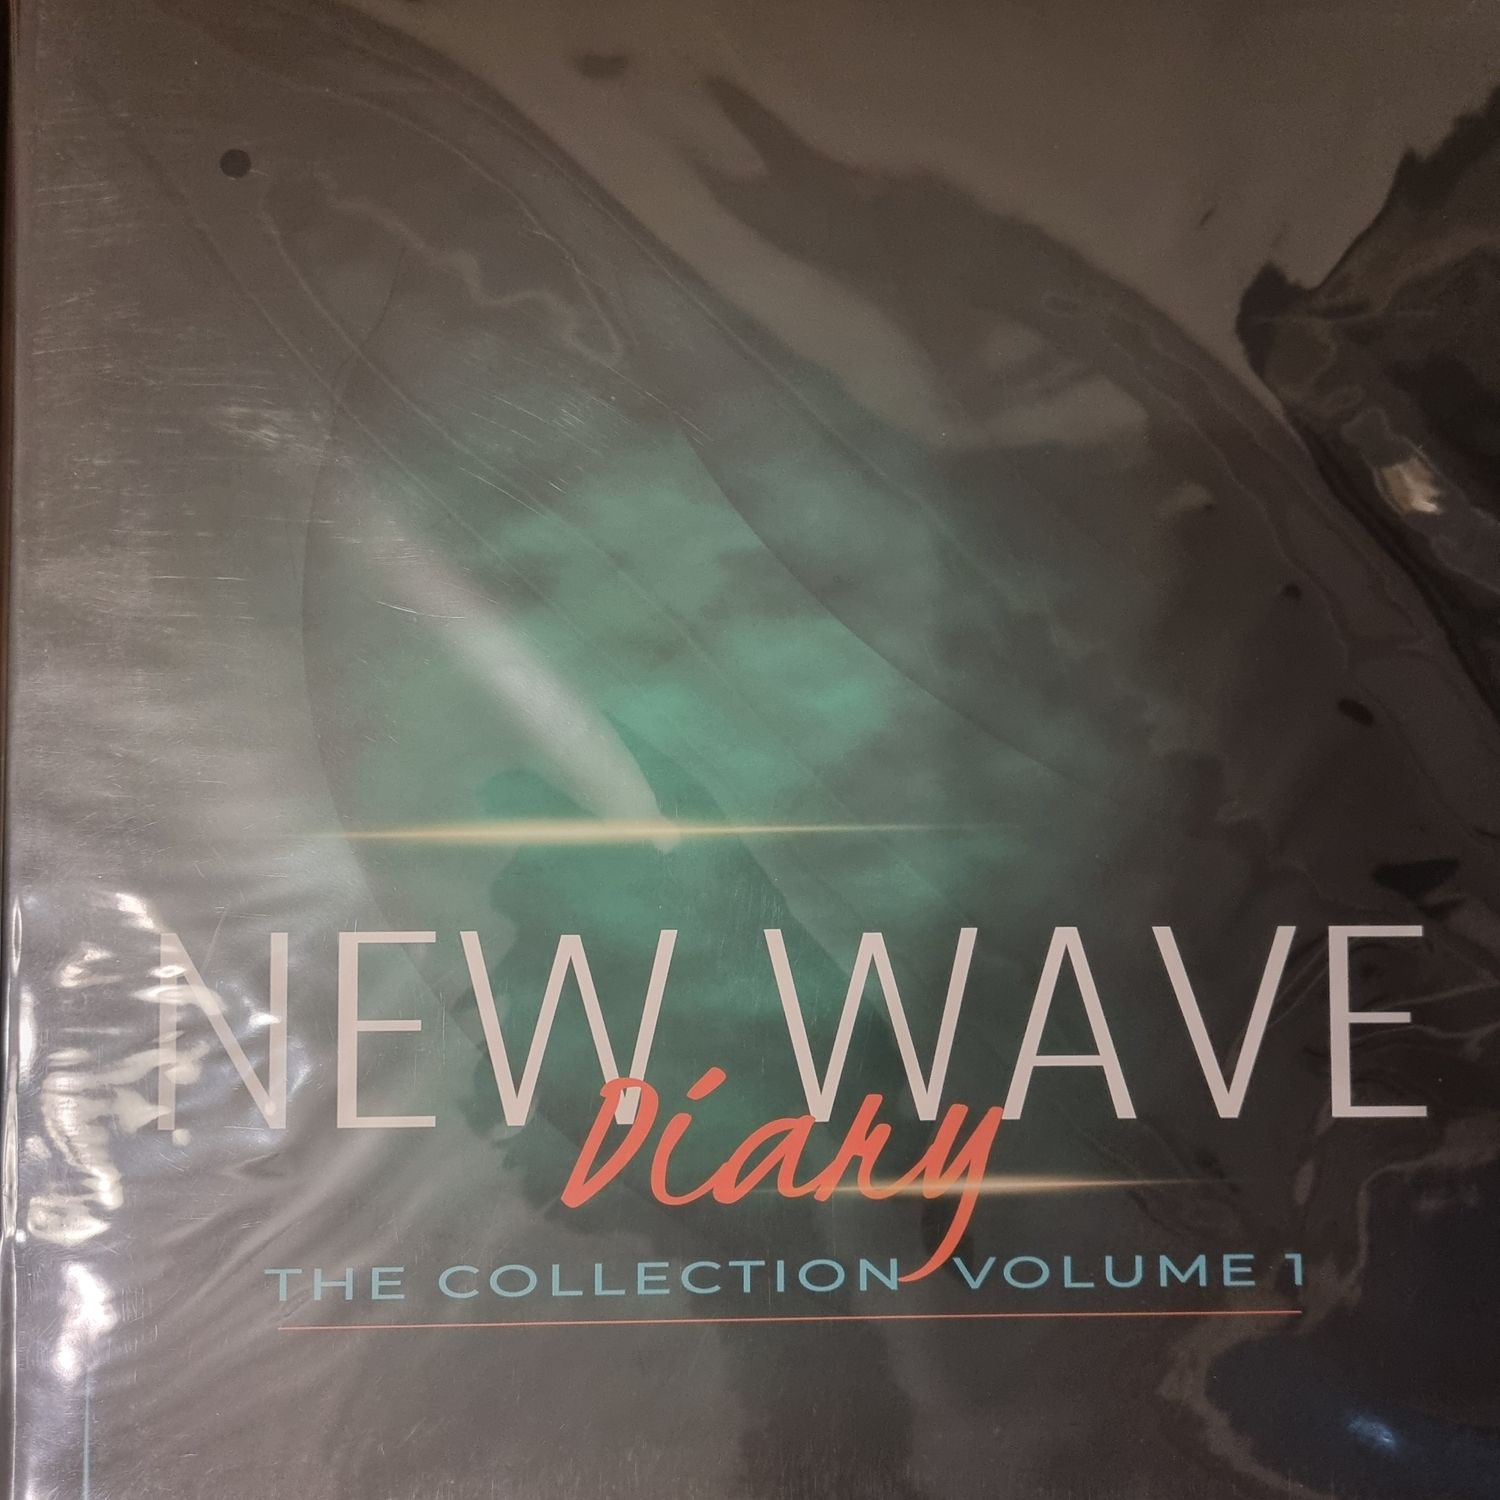 NEW WAVE
Diary
THE COLLECTION VOLUME 1